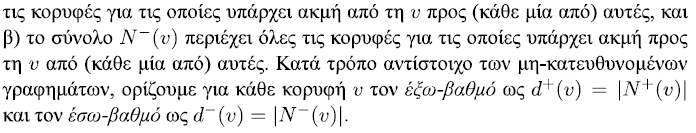 τις κορυφές για τις οποίες υπάρχει ακμή από τη v προς (κάθε μία από) αυτές, και
β) το σύνολο N⁻(v) περιέχει όλες τις κορυφές για τις οποίες υπάρχει ακμή προς
τη v από (κάθε μία από) αυτές. Κατά τρόπο αντίστοιχο των μη-κατευθυνομένων
γραφημάτων, ορίζουμε για κάθε κορυφή v τον έξω-βαθμό ως d⁺(v) = |N⁺(v)|
και τον έσω-βαθμό ως d⁻(v) = |N⁻(v)|.